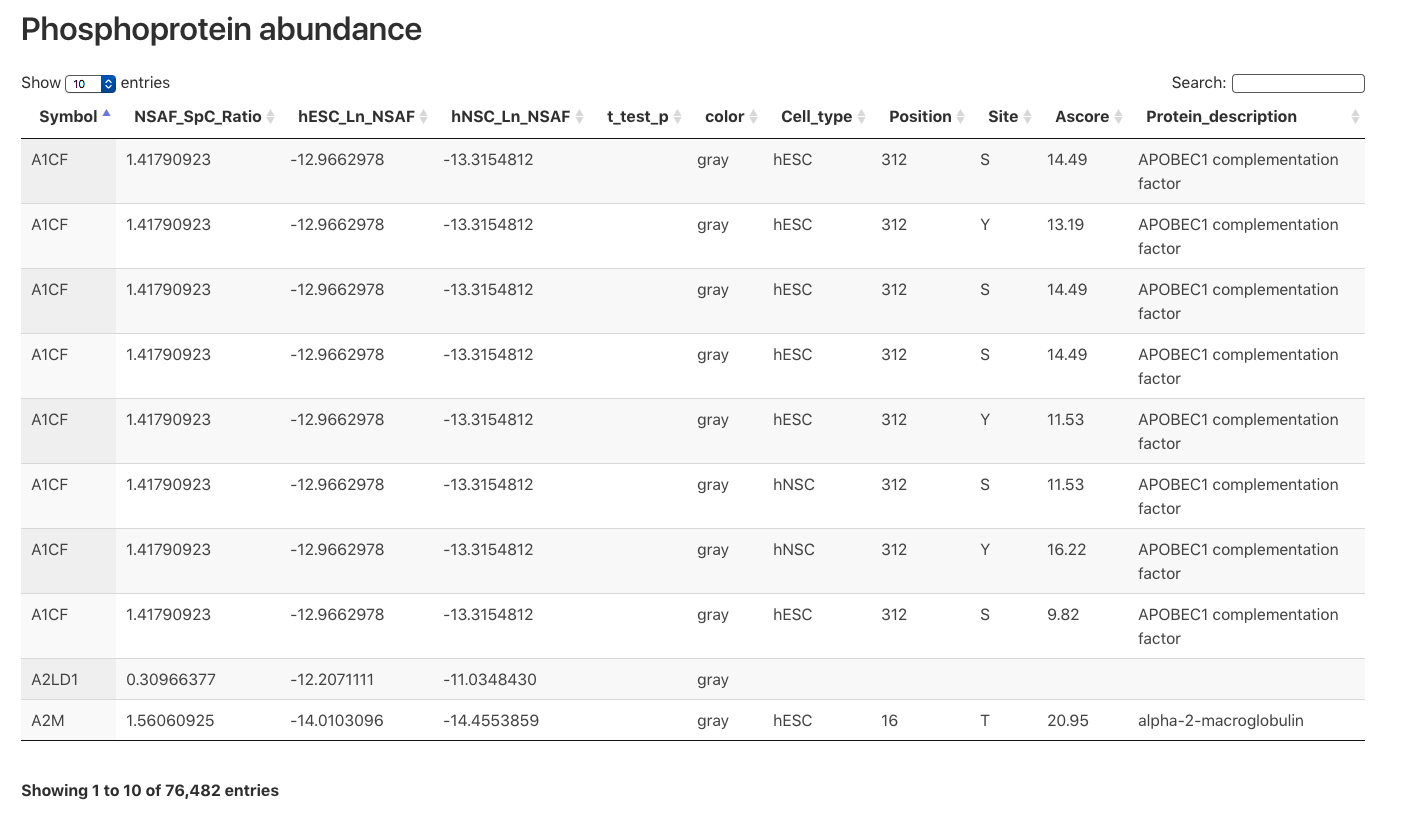 Phosphoprotein abundance
Show 10 entries Search:
Symbol NSAF_SpC_Ratio hESC_Ln_NSAF hNSC_Ln_NSAF t_test_p color Cell_type Position Site Ascore Protein_description
A1CF 1.41790923 -12.9662978 -13.3154812 gray hESC 312 S 14.49 APOBEC1 complementation
factor
A1CF 1.41790923 -12.9662978 -13.3154812 gray hESC 312 Y 13.19 APOBEC1 complementation
factor
A1CF 1.41790923 -12.9662978 -13.3154812 gray hESC 312 S 14.49 APOBEC1 complementation
factor
A1CF 1.41790923 -12.9662978 -13.3154812 gray hESC 312 S 14.49 APOBEC1 complementation
factor
A1CF 1.41790923 -12.9662978 -13.3154812 gray hESC 312 Y 11.53 APOBEC1 complementation
factor
A1CF 1.41790923 -12.9662978 -13.3154812 gray hNSC 312 S 11.53 APOBEC1 complementation
factor
A1CF 1.41790923 -12.9662978 -13.3154812 gray hNSC 312 Y 16.22 APOBEC1 complementation
factor
A1CF 1.41790923 -12.9662978 -13.3154812 gray hESC 312 S 9.82 APOBEC1 complementation
factor
A2LD1 0.30966377 -12.2071111 -11.0348430 gray
A2M 1.56060925 -14.0103096 -14.4553859 gray hESC 16 T 20.95 alpha-2-macroglobulin
Showing 1 to 10 of 76,482 entries